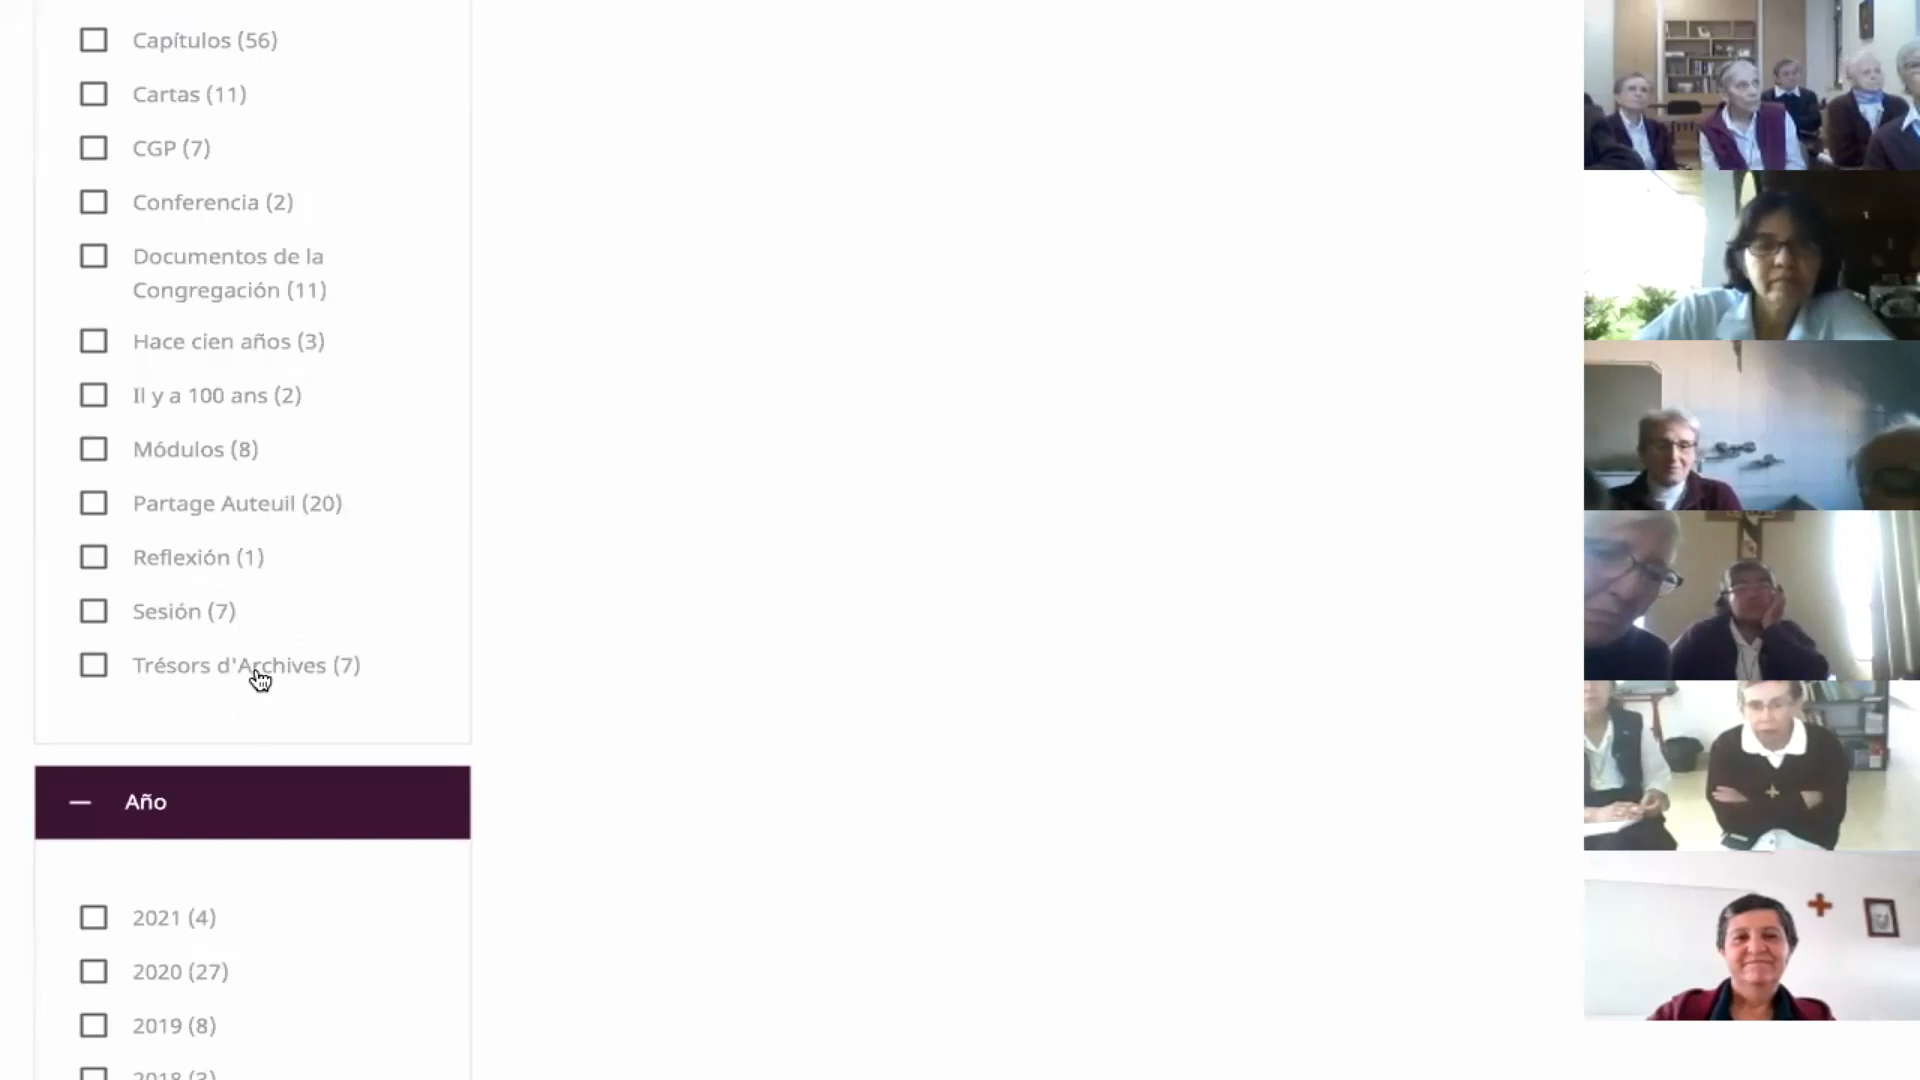 Capítulos (56)
Cartas (11)
CGP (7)
Conferencia (2)
Documentos de la
Congregación (11)
Hace cien años (3)
Il y a 100 ans (2)
Módulos (8)
Partage Auteuil (20)
Reflexión (1)
Sesión (7)
Trésors d'Archives (7)
Año
2021 (4)
2020 (27)
2019 (8)
2018 (3)